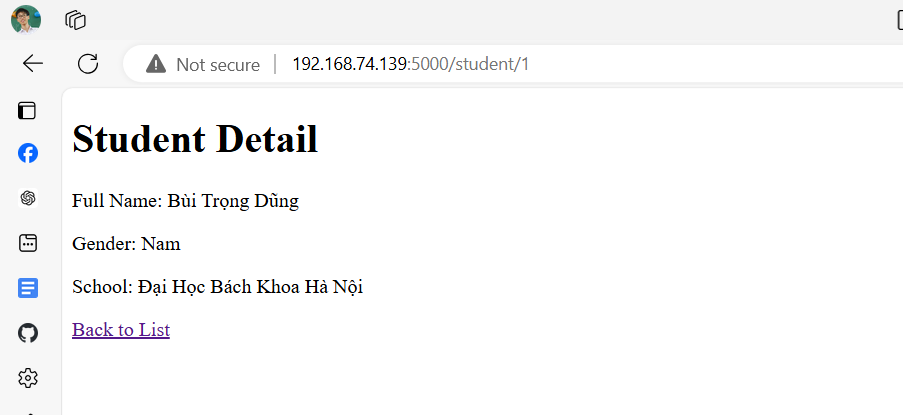 Not secure | 192.168.74.139:5000/student/1
Student Detail
Full Name: Bùi Trọng Dũng
Gender: Nam
School: Đại Học Bách Khoa Hà Nội
Back to List